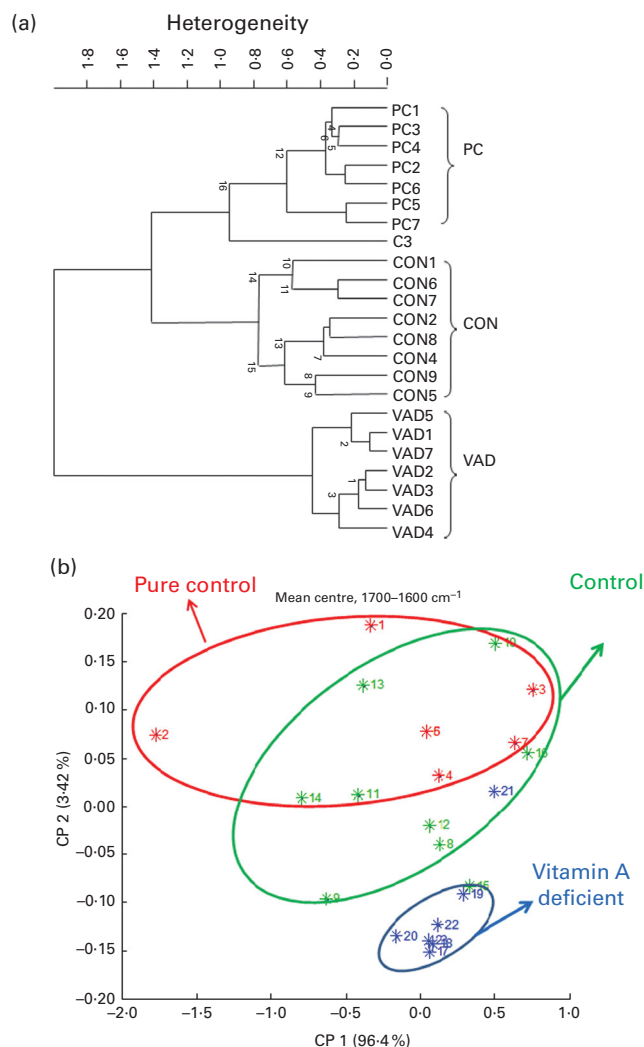 (a)
Heterogeneity
1·8 1·6 1·4 1·2 1·0 0·8 0·6 0·4 0·2 0·0
PC1
PC3
PC4
PC2
PC6
PC5
PC7
PC
C3
CON1
CON6
CON7
CON2
CON8
CON4
CON9
CON5
CON
VAD5
VAD1
VAD7
VAD2
VAD3
VAD6
VAD4
VAD
4
6
5
12
16
10
14
11
13
7
15
8
9
2
1
3
(b)
Pure control
Control
Mean centre, 1700–1600 cm⁻¹
CP 2 (3·42 %)
0·20
0·15
0·10
0·05
0·00
−0·05
−0·10
−0·15
−0·20
1
10
13
3
2
7
16
4
21
14
11
12
8
9
15
19
22
20
17
Vitamin A
deficient
−2·0 −1·5 −1·0 −0·5 0·0 0·5 1·0
CP 1 (96·4 %)